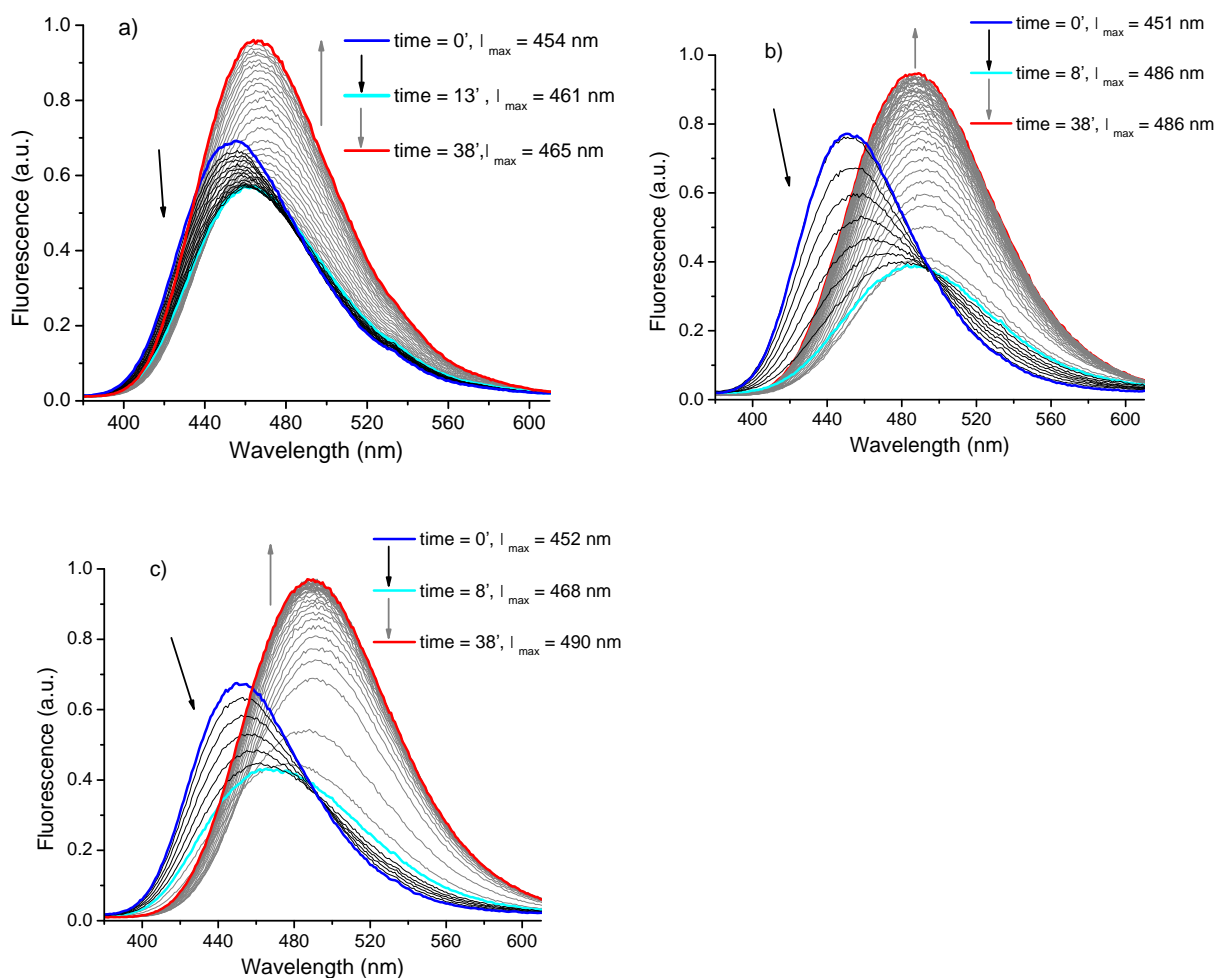 a)
time = 0', l max = 454 nm
time = 13' , l max = 461 nm
time = 38',l max = 465 nm
1.0
0.8
0.6
0.4
0.2
0.0
Fluorescence (a.u.)
400 440 480 520 560 600
Wavelength (nm)
b)
time = 0', l max = 451 nm
time = 8', l max = 486 nm
time = 38', l max = 486 nm
1.0
0.8
0.6
0.4
0.2
0.0
Fluorescence (a.u.)
400 440 480 520 560 600
Wavelength (nm)
c)
time = 0', l max = 452 nm
time = 8', l max = 468 nm
time = 38', l max = 490 nm
1.0
0.8
0.6
0.4
0.2
0.0
Fluorescence (a.u.)
400 440 480 520 560 600
Wavelength (nm)